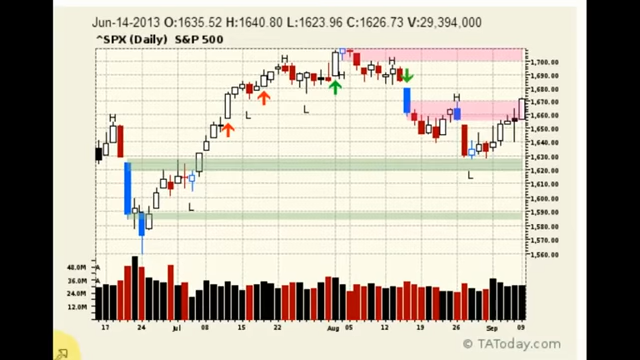 Jun-14-2013 O:1635.52 H:1640.80 L:1623.96 C:1626.73 V:29,394,000
^SPX (Daily) S&P 500
1,700.00
1,690.00
1,680.00
1,670.00
1,660.00
1,650.00
1,640.00
1,630.00
1,620.00
1,610.00
1,600.00
1,590.00
1,580.00
1,570.00
1,560.00
H
H
H
H
H
L
L
L
L
48.0M A
36.0M A
24.0M
12.0M
17 24 Jul 08 15 22 Aug 05 12 19 26 Sep 09
© TAToday.com